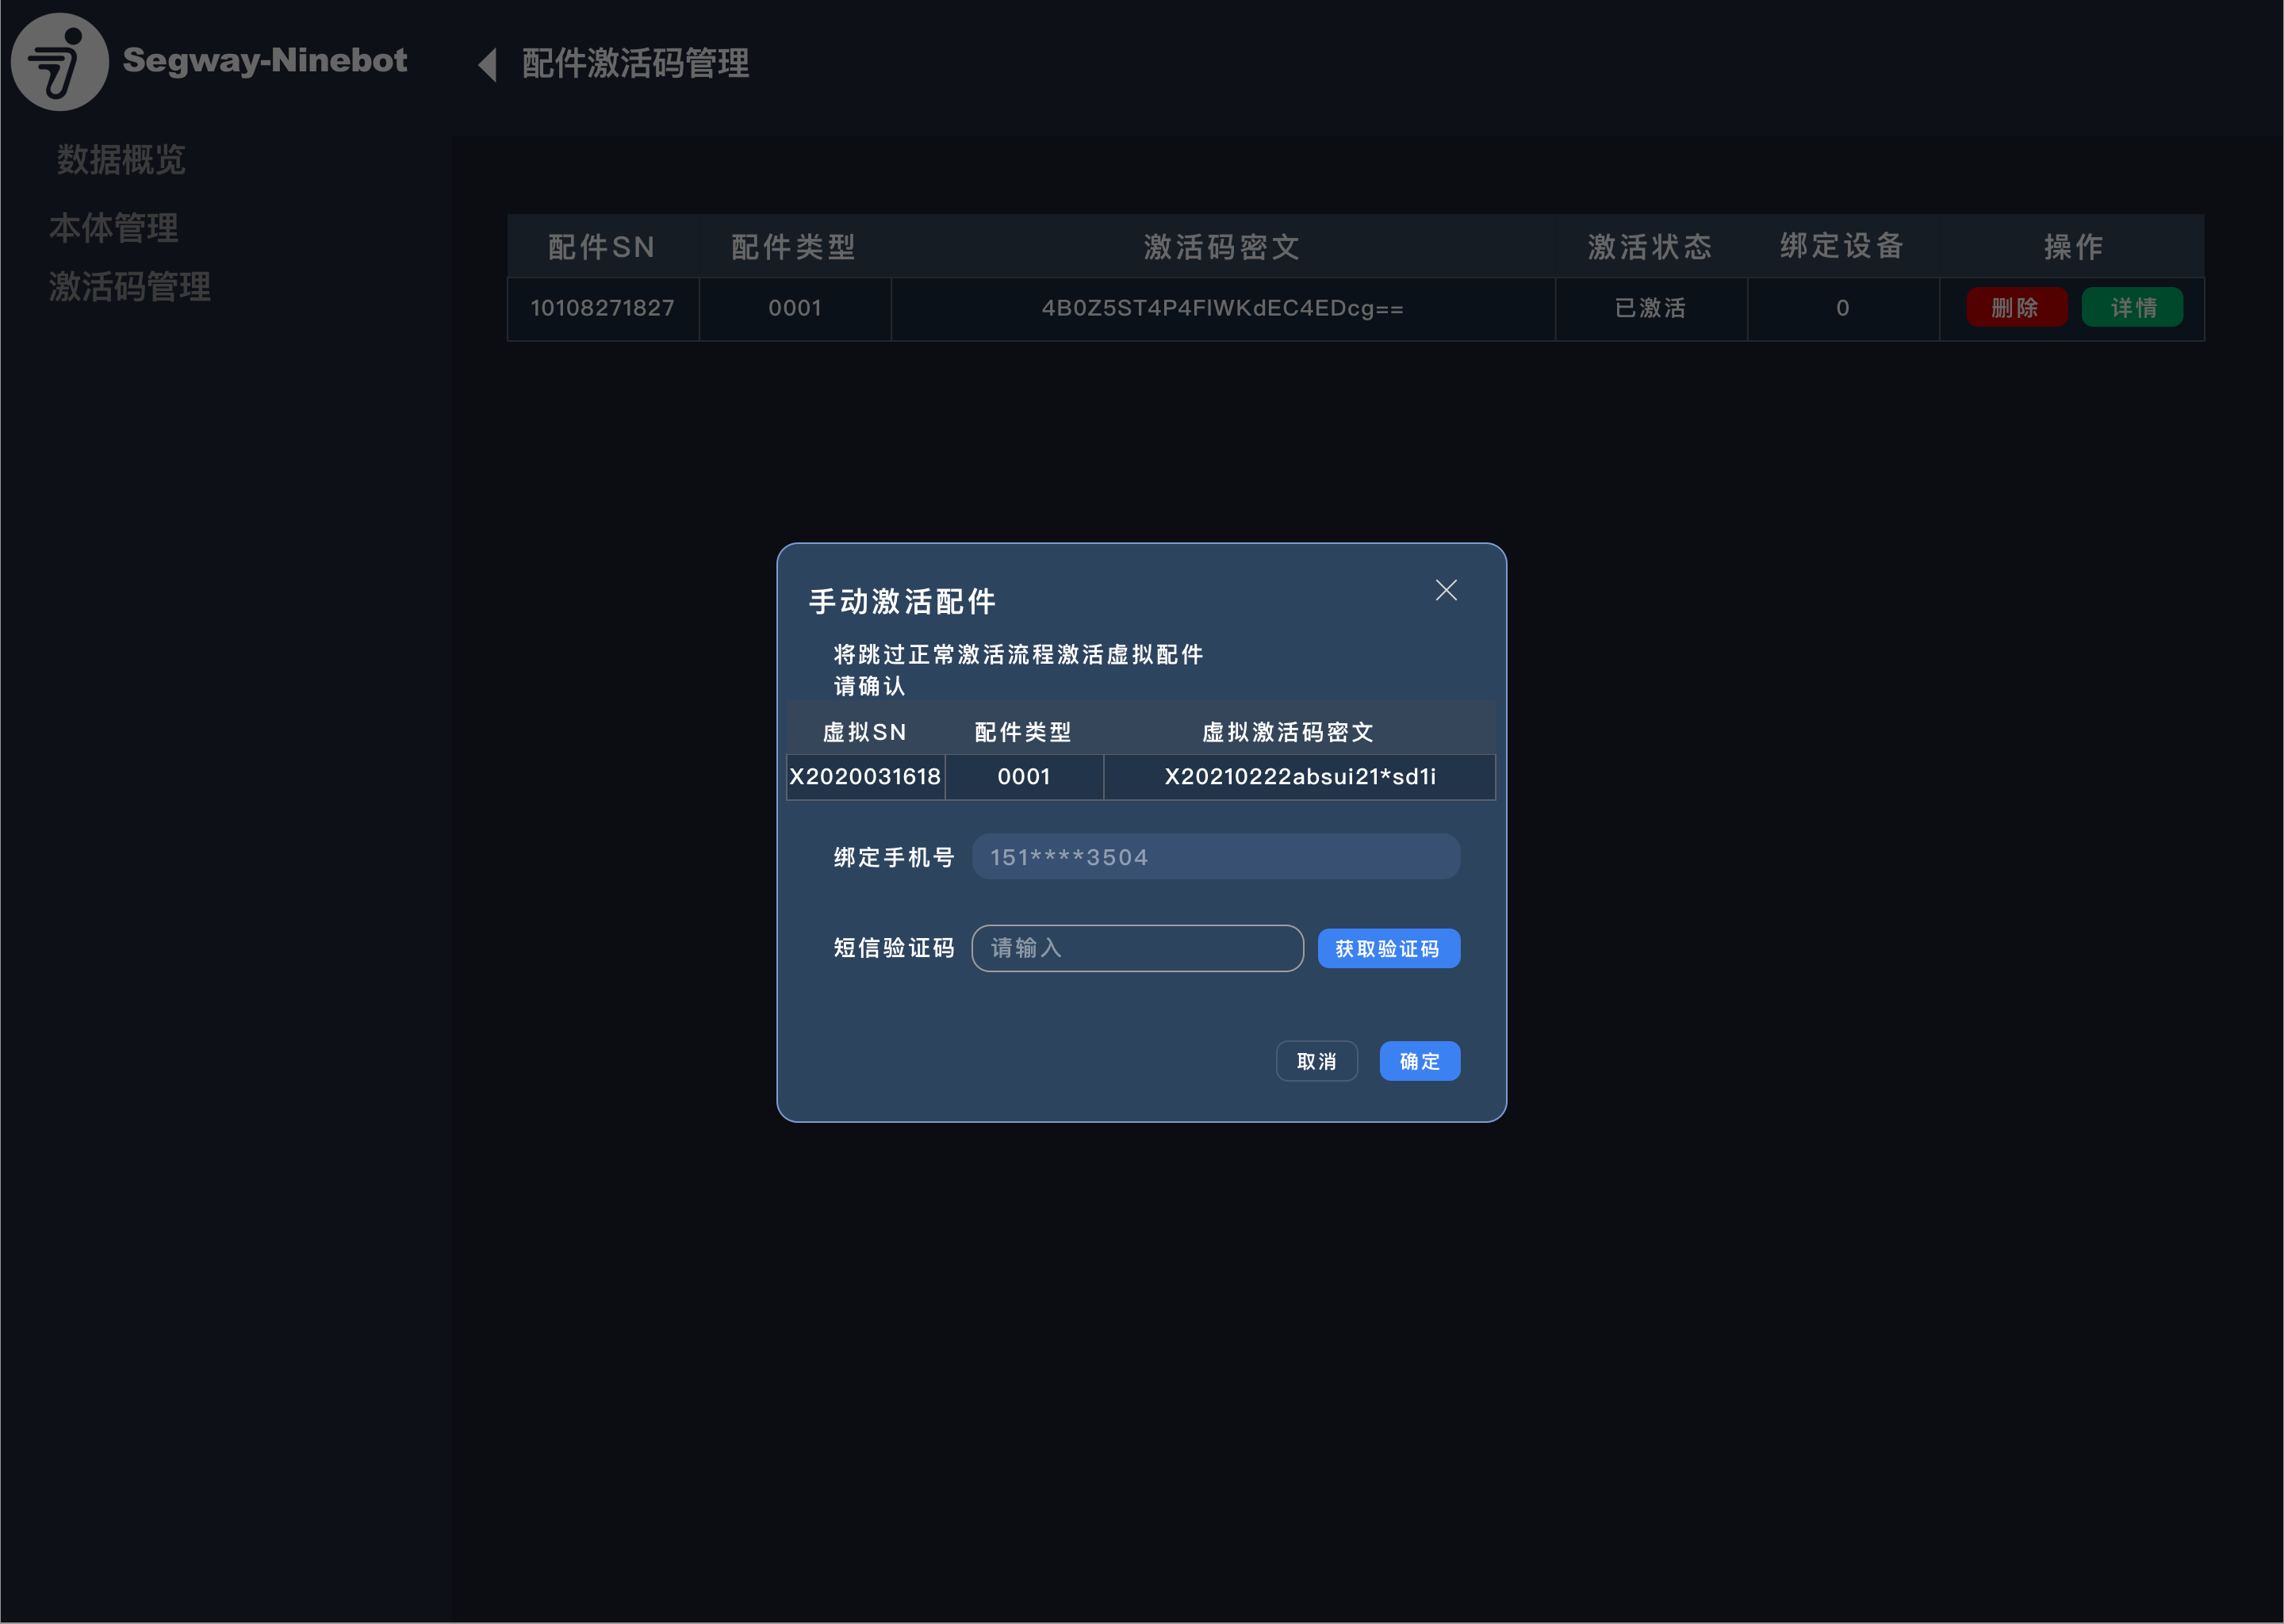 Segway-Ninebot
配件激活码管理
数据概览
本体管理
激活码管理
配件SN 配件类型 激活码密文 激活状态 绑定设备 操作
10108271827 0001 4B0Z5ST4P4FlWKdEC4EDcg== 已激活 0 删除 详情
手动激活配件
将跳过正常激活流程激活虚拟配件
请确认
虚拟SN 配件类型 虚拟激活码密文
X2020031618 0001 X20210222absui21*sd1i
绑定手机号 151****3504
短信验证码 请输入 获取验证码
取消 确定